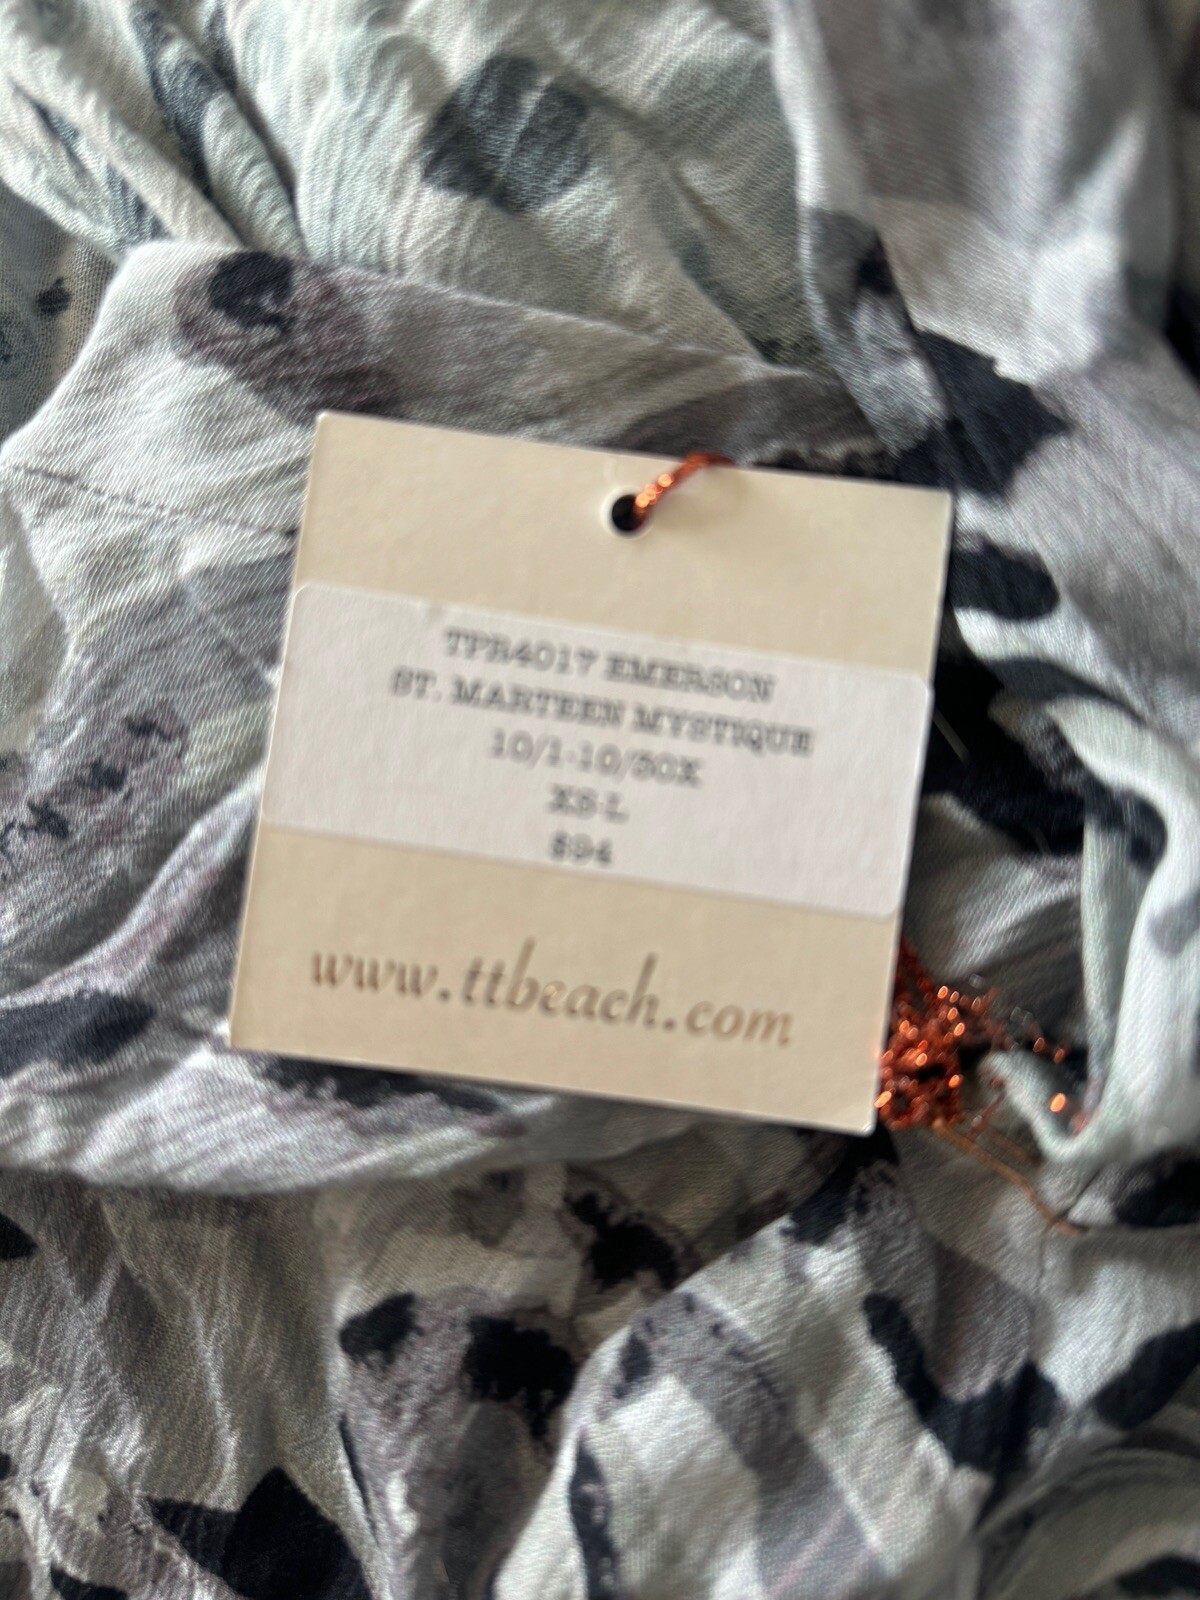 TPR4017 EMERSON
ST. MARTEEN MYSTIQUE
10/1-10/30X
XS-L
$94
www.ttbeach.com